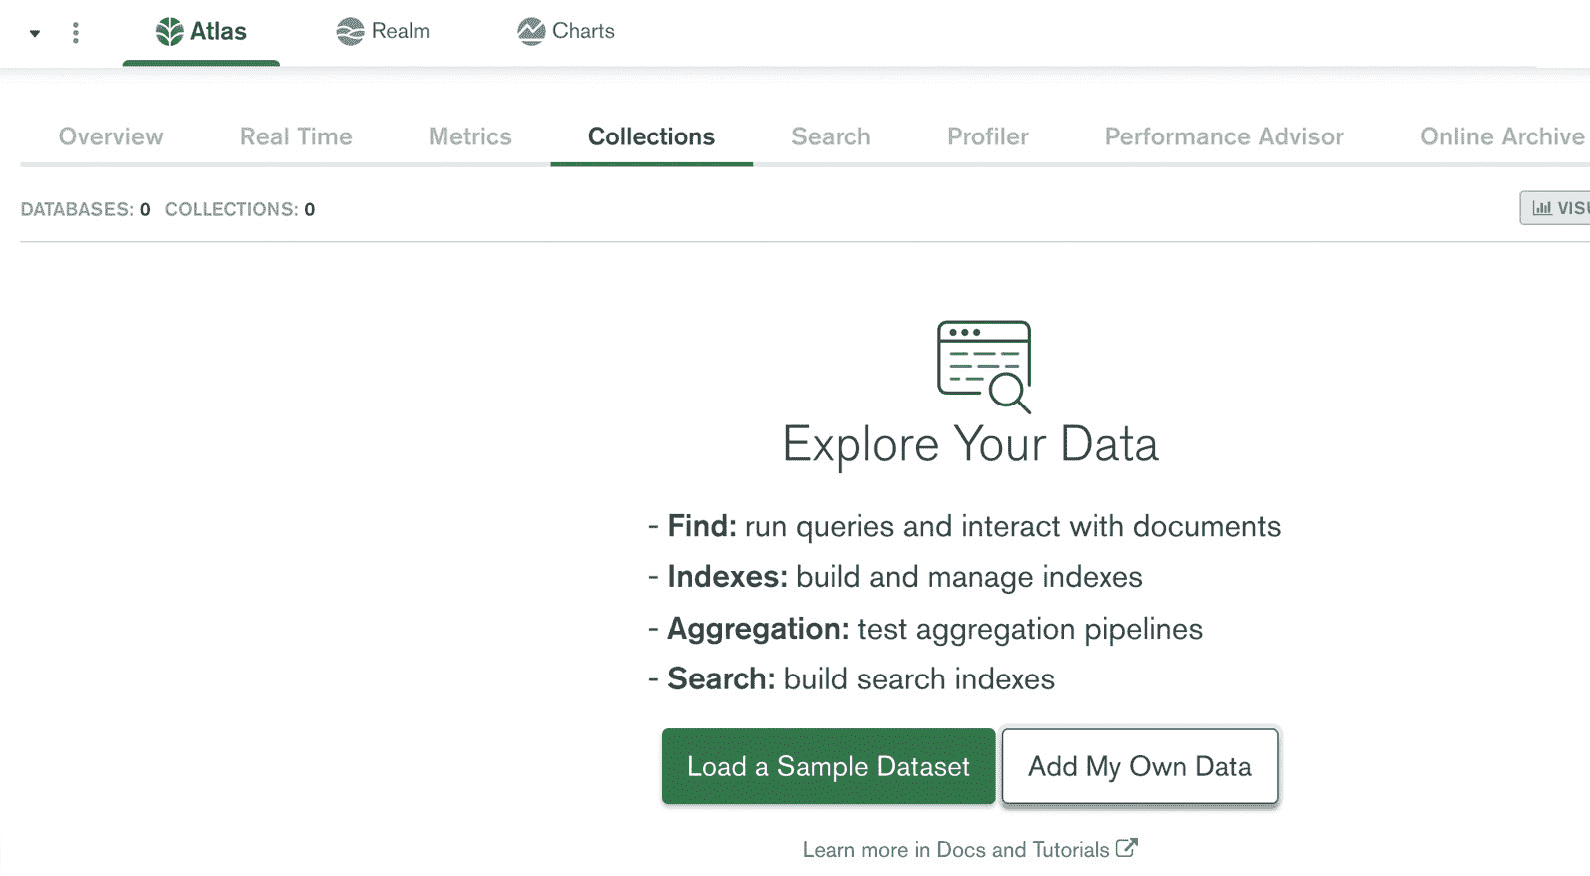 Atlas Realm Charts
Overview Real Time Metrics Collections Search Profiler Performance Advisor Online Archive
DATABASES: 0 COLLECTIONS: 0
Explore Your Data
- Find: run queries and interact with documents
- Indexes: build and manage indexes
- Aggregation: test aggregation pipelines
- Search: build search indexes
Load a Sample Dataset Add My Own Data
Learn more in Docs and Tutorials